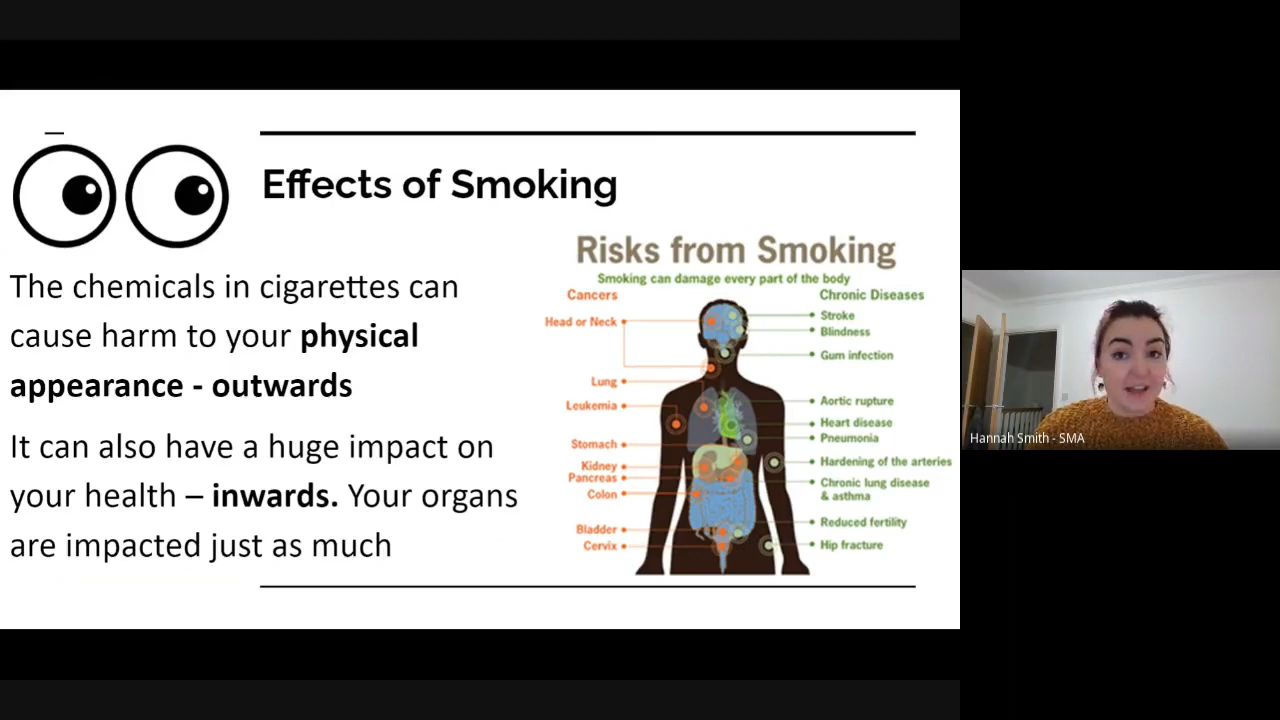 Effects of Smoking
The chemicals in cigarettes can
cause harm to your physical
appearance - outwards
It can also have a huge impact on
your health – inwards. Your organs
are impacted just as much
Risks from Smoking
Smoking can damage every part of the body
Cancers
Head or Neck
Lung
Leukemia
Stomach
Kidney
Pancreas
Colon
Bladder
Cervix
Chronic Diseases
Stroke
Blindness
Gum infection
Aortic rupture
Heart disease
Pneumonia
Hardening of the arteries
Chronic lung disease
& asthma
Reduced fertility
Hip fracture
Hannah Smith - SMA